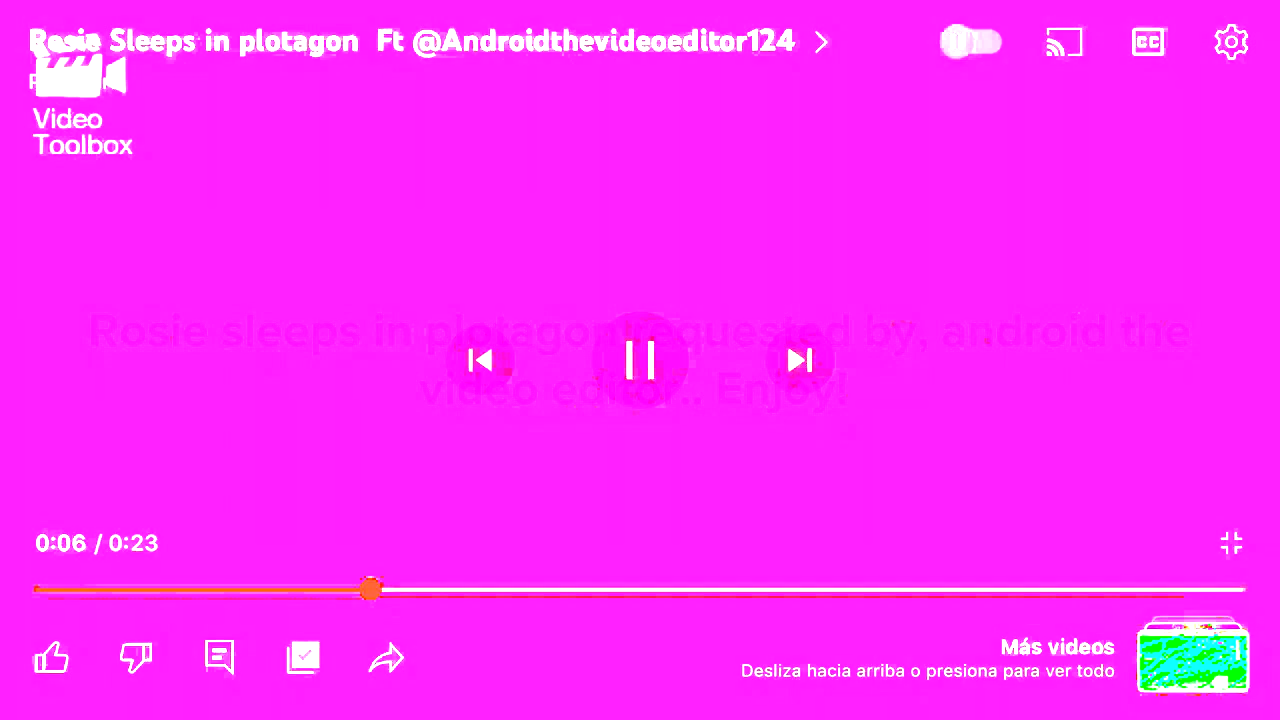 Rosie Sleeps in plotagon Ft @Androidthevideoeditor124
Video
Toolbox
CC
Rosie sleeps in plotagon requested by, android the
video editor.. Enjoy!
0:06 / 0:23
Más videos
Desliza hacia arriba o presiona para ver todo